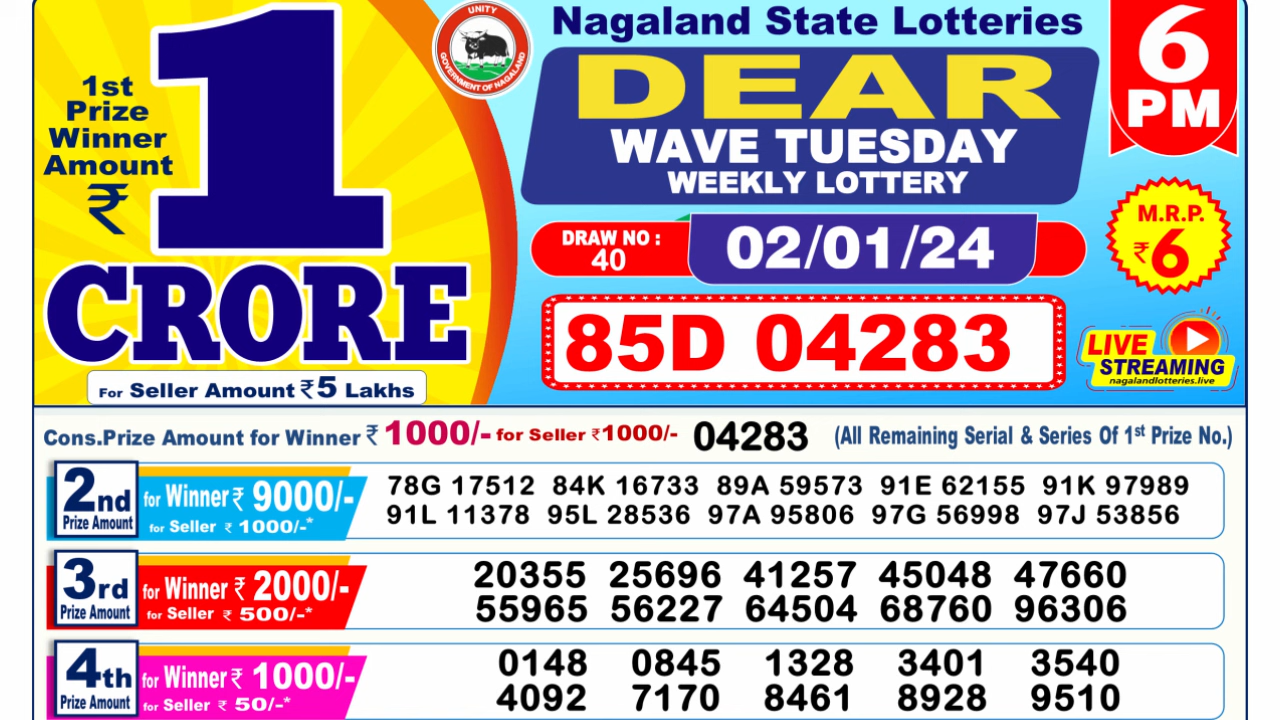 1st
Prize
Winner
Amount
₹
1
CRORE
For Seller Amount ₹5 Lakhs
UNITY
GOVERNMENT OF NAGALAND
Nagaland State Lotteries
DEAR
WAVE TUESDAY
WEEKLY LOTTERY
6
PM
DRAW NO :
40
02/01/24
M.R.P.
₹6
85D 04283
LIVE
STREAMING
nagalandlotteries.live
Cons.Prize Amount for Winner ₹ 1000/- for Seller ₹1000/- 04283 (All Remaining Serial & Series Of 1st Prize No.)
2nd
Prize Amount
for Winner ₹ 9000/-
for Seller ₹ 1000/-*
78G 17512 84K 16733 89A 59573 91E 62155 91K 97989
91L 11378 95L 28536 97A 95806 97G 56998 97J 53856
3rd
Prize Amount
for Winner ₹ 2000/-
for Seller ₹ 500/-*
20355 25696 41257 45048 47660
55965 56227 64504 68760 96306
4th
Prize Amount
for Winner ₹ 1000/-
for Seller ₹ 50/-*
0148 0845 1328 3401 3540
4092 7170 8461 8928 9510